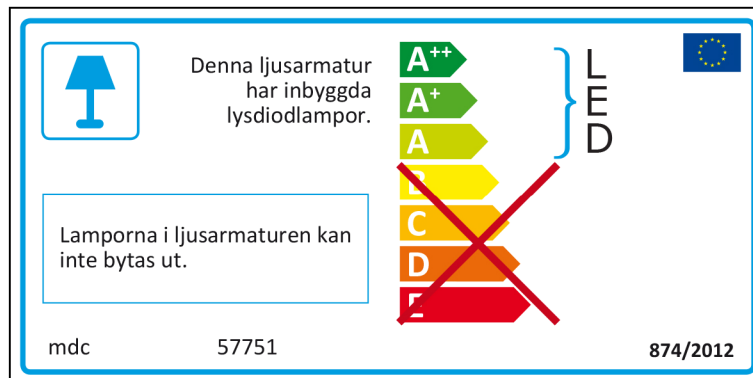 Denna ljusarmatur
har inbyggda
lysdiodlampor.
A++
A+
A
B
C
D
E
L
E
D
Lamporna i ljusarmaturen kan
inte bytas ut.
mdc 57751 874/2012